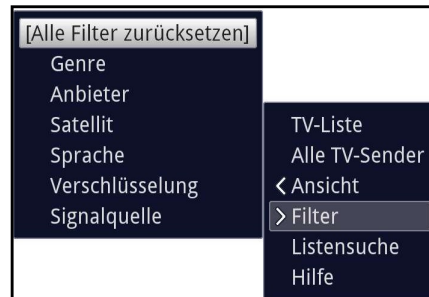 [Alle Filter zurücksetzen]
Genre
Anbieter
Satellit
Sprache
Verschlüsselung
Signalquelle
TV-Liste
Alle TV-Sender
Ansicht
Filter
Listensuche
Hilfe